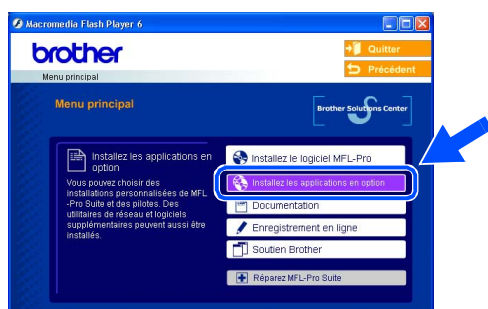 Macromedia Flash Player 6
brother
Quitter
Précédent
Menu principal
Menu principal
Brother Solutions Center
Installez les applications en
option
Vous pouvez choisir des
installations personnalisées de MFL
-Pro Suite et des pilotes. Des
utilitaires de réseau et logiciels
supplémentaires peuvent aussi être
installés.
Installez le logiciel MFL-Pro
Installez les applications en option
Documentation
Enregistrement en ligne
Soutien Brother
Réparez MFL-Pro Suite